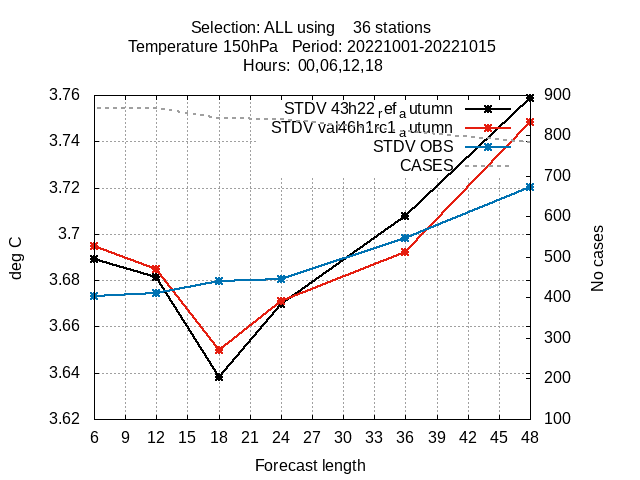 Selection: ALL using    36 stations
Temperature 150hPa   Period: 20221001-20221015
Hours: 00,06,12,18
3.76
3.74
3.72
3.7
3.68
3.66
3.64
3.62
deg C
STDV 43h22refautumn
STDV val46h1rc1autumn
STDV OBS
CASES
900
800
700
600
500
400
300
200
100
No cases
6 9 12 15 18 21 24 27 30 33 36 39 42 45 48
Forecast length